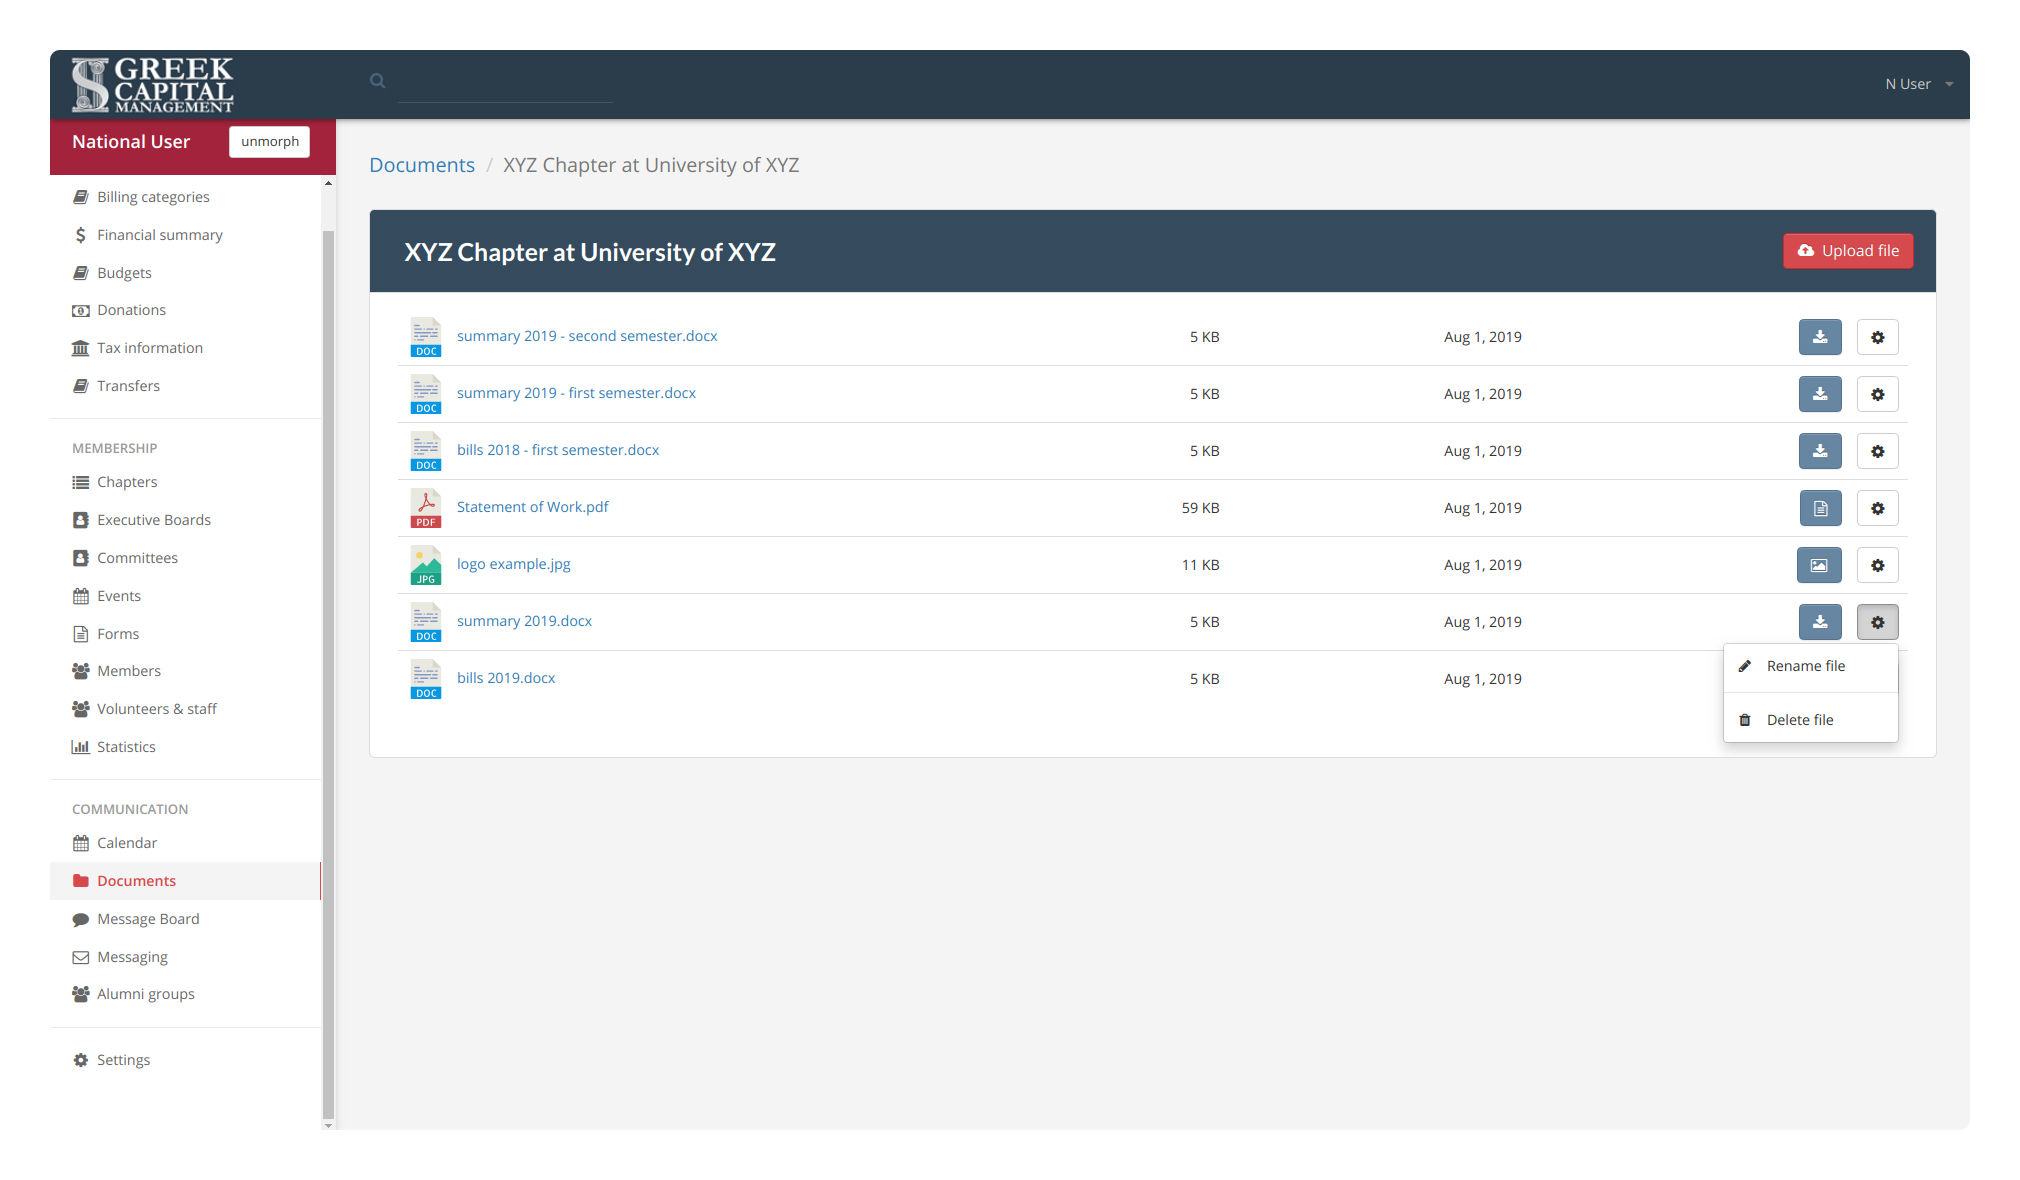 GREEK
CAPITAL
MANAGEMENT
N User
National User
unmorph
Billing categories
Financial summary
Budgets
Donations
Tax information
Transfers
MEMBERSHIP
Chapters
Executive Boards
Committees
Events
Forms
Members
Volunteers & staff
Statistics
COMMUNICATION
Calendar
Documents
Message Board
Messaging
Alumni groups
Settings
Documents / XYZ Chapter at University of XYZ
XYZ Chapter at University of XYZ
Upload file
DOC summary 2019 - second semester.docx 5 KB Aug 1, 2019
DOC summary 2019 - first semester.docx 5 KB Aug 1, 2019
DOC bills 2018 - first semester.docx 5 KB Aug 1, 2019
PDF Statement of Work.pdf 59 KB Aug 1, 2019
JPG logo example.jpg 11 KB Aug 1, 2019
DOC summary 2019.docx 5 KB Aug 1, 2019
DOC bills 2019.docx 5 KB Aug 1, 2019
Rename file
Delete file